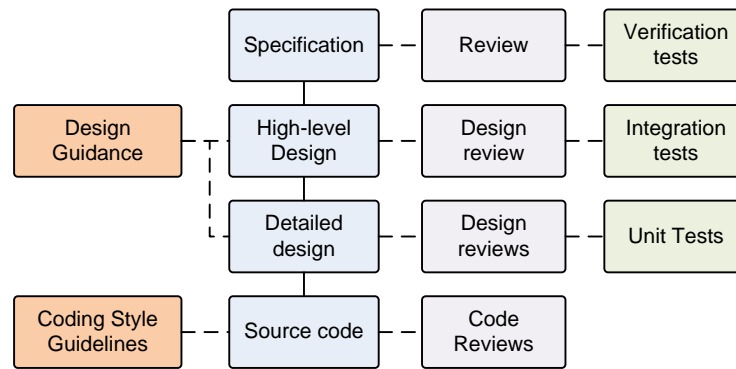 Specification
Review
Verification
tests
Design
Guidance
High-level
Design
Design
review
Integration
tests
Detailed
design
Design
reviews
Unit Tests
Coding Style
Guidelines
Source code
Code
Reviews